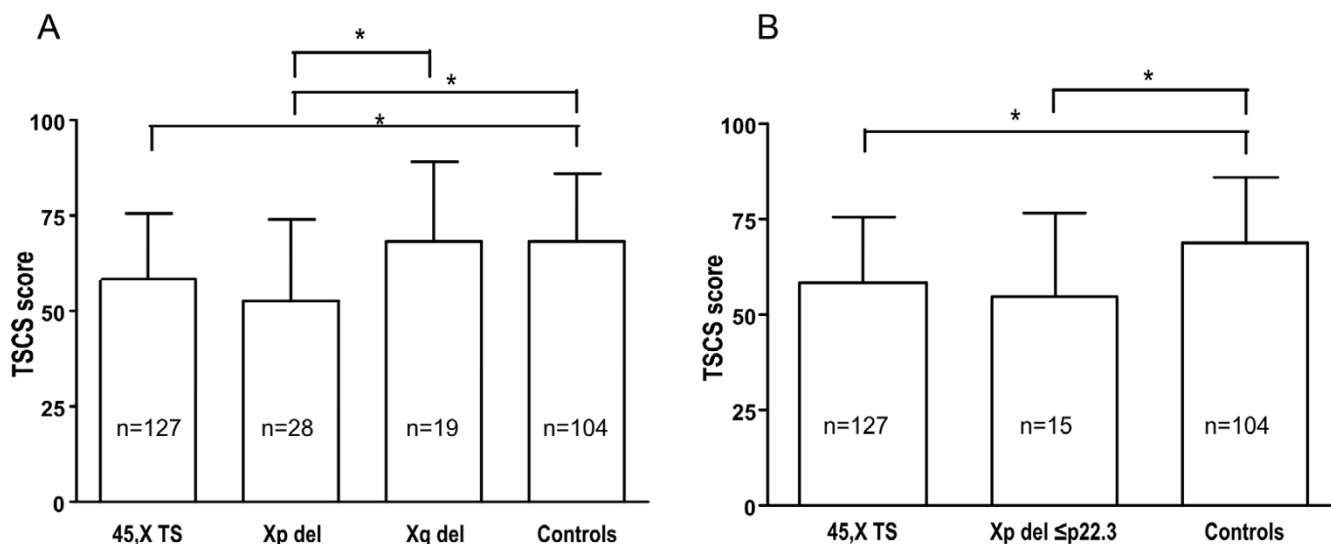 A
*
*
*
100
75
50
25
0
TSCS score
n=127
n=28
n=19
n=104
45,X TS
Xp del
Xq del
Controls
B
*
*
100
75
50
25
0
TSCS score
n=127
n=15
n=104
45,X TS
Xp del ≤p22.3
Controls